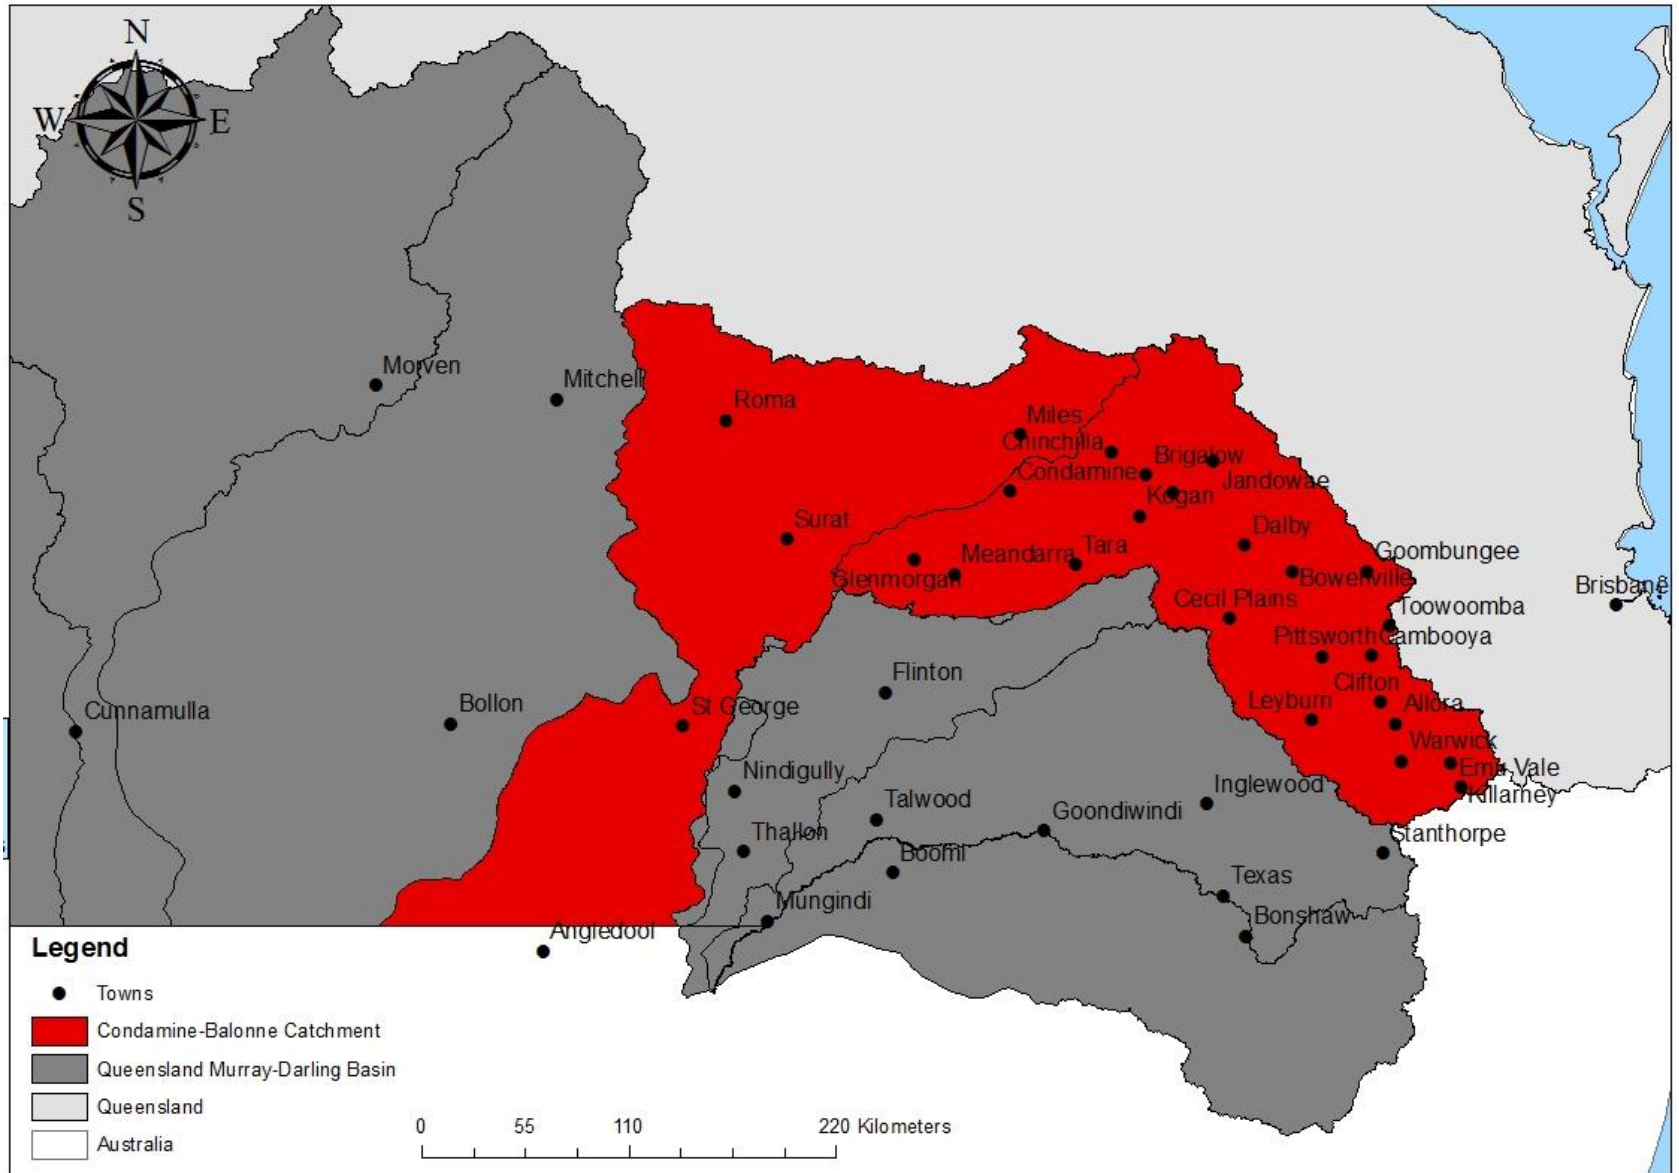 N
W
E
S
Morven
Mitchell
Roma
Miles
Chinchilla
Brigalow
Condamine
Jandowae
Kogan
Surat
Dalby
Meandarra
Tara
Goombungee
Glenmorgan
Bowenville
Brisbane
Cecil Plains
Toowoomba
Pittsworth
Cambooya
Flinton
Clifton
Leyburn
Allora
Cunnamulla
Bollon
St George
Warwick
Emu Vale
Nindigully
Inglewood
Killarney
Talwood
Goondiwindi
Thallon
Stanthorpe
Boomi
Texas
Mungindi
Bonshaw
Angledool
Legend
Towns
Condamine-Balonne Catchment
Queensland Murray-Darling Basin
Queensland
Australia
0 55 110 220 Kilometers